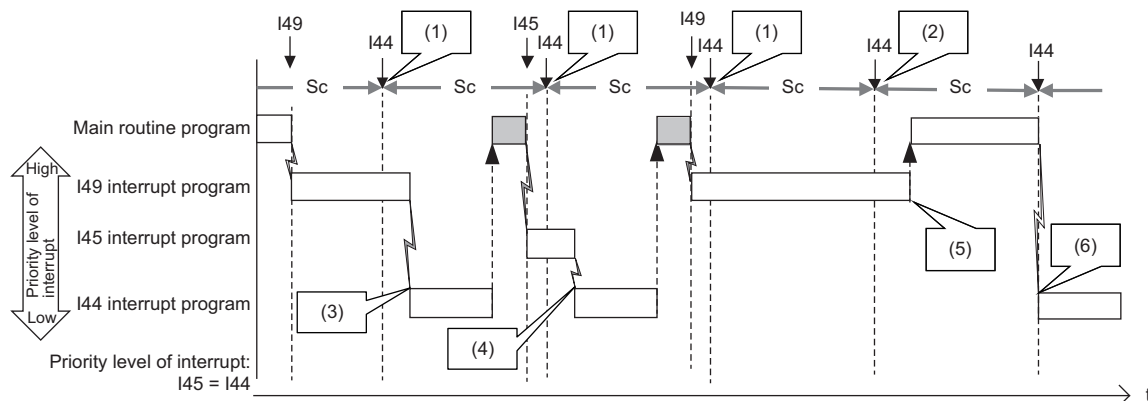 I49
I44
(1)
I45
I44
(1)
I49
I44
(1)
I44
(2)
I44
Sc
Sc
Sc
Sc
Sc
Main routine program
High
I49 interrupt program
Priority level of
interrupt
I45 interrupt program
(5)
(6)
I44 interrupt program
(3)
Low
(4)
Priority level of interrupt:
I45 = I44
t